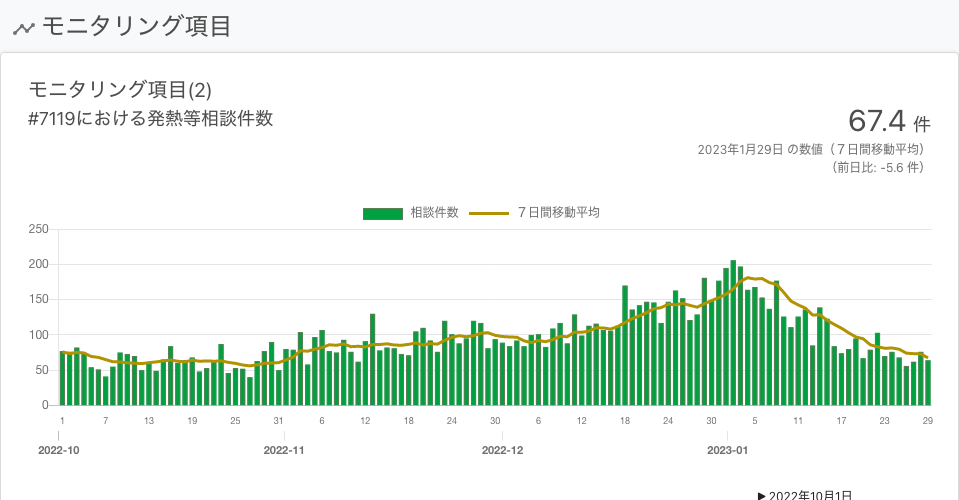 モニタリング項目
モニタリング項目(2)
#7119における発熱等相談件数
67.4 件
2023年1月29日 の数値（７日間移動平均）
（前日比: -5.6 件）
相談件数 ７日間移動平均
250
200
150
100
50
0
1 7 13 19 25 31 6 12 18 24 30 6 12 18 24 30 5 11 17 23 29
2022-10 2022-11 2022-12 2023-01
▶ 2022年10月1日